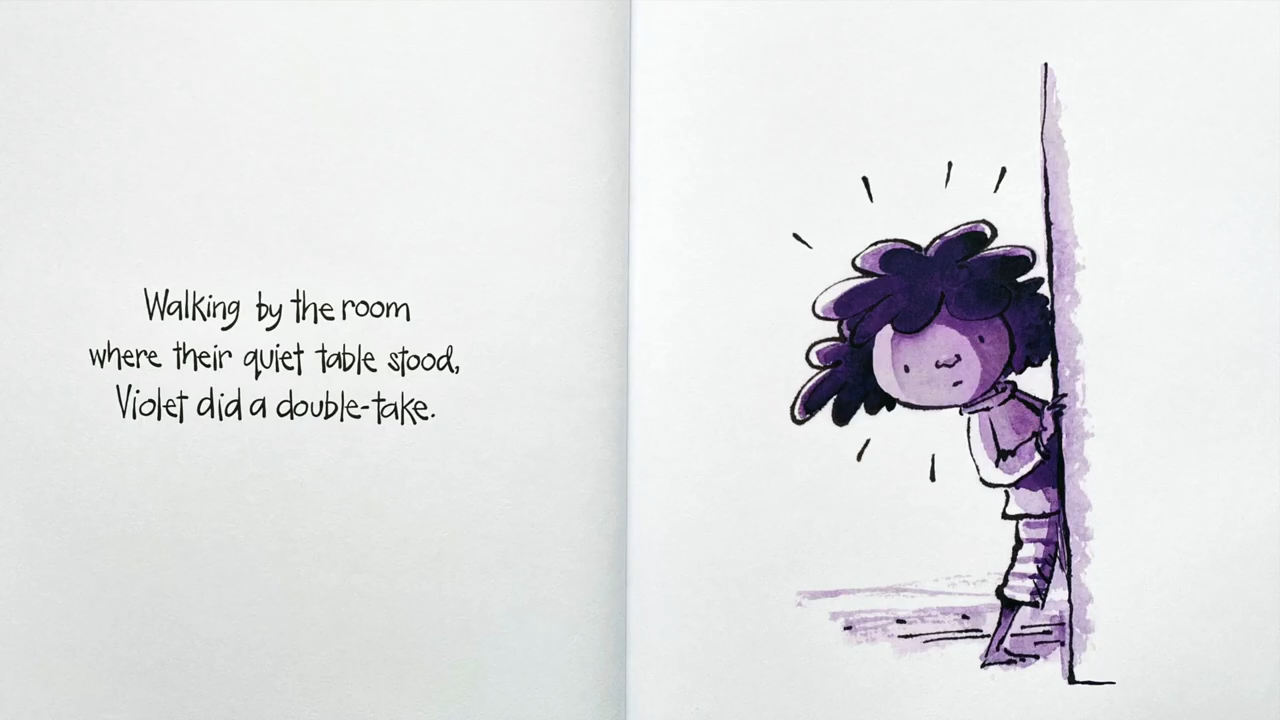 Walking by the room
where their quiet table stood,
Violet did a double-take.